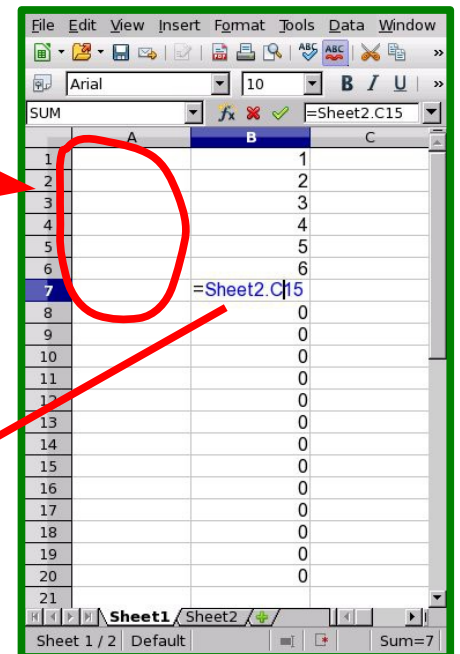 File Edit View Insert Format Tools Data Window
ABC ABC »
Arial 10 B I U »
SUM fx =Sheet2.C15
A B C
1 1
2 2
3 3
4 4
5 5
6 6
7 =Sheet2.C15
8 0
9 0
10 0
11 0
12 0
13 0
14 0
15 0
16 0
17 0
18 0
19 0
20 0
21
Sheet1 Sheet2
Sheet 1 / 2 Default Sum=7